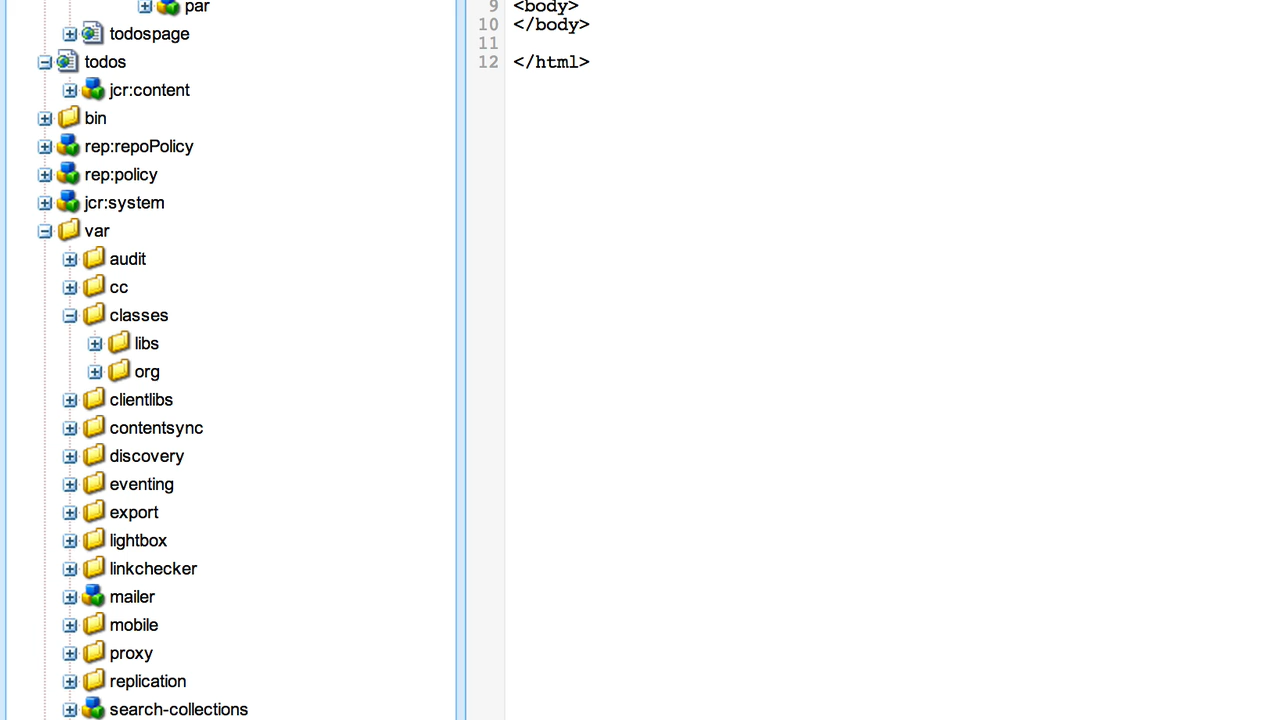 par
todospage
todos
jcr:content
bin
rep:repoPolicy
rep:policy
jcr:system
var
audit
cc
classes
libs
org
clientlibs
contentsync
discovery
eventing
export
lightbox
linkchecker
mailer
mobile
proxy
replication
search-collections
9 <body>
10 </body>
11
12 </html>